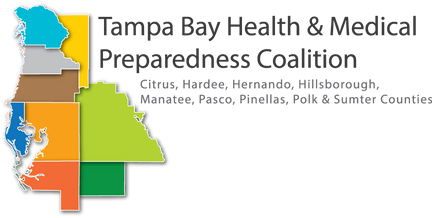 Tampa Bay Health & Medical
Preparedness Coalition
Citrus, Hardee, Hernando, Hillsborough,
Manatee, Pasco, Pinellas, Polk & Sumter Counties